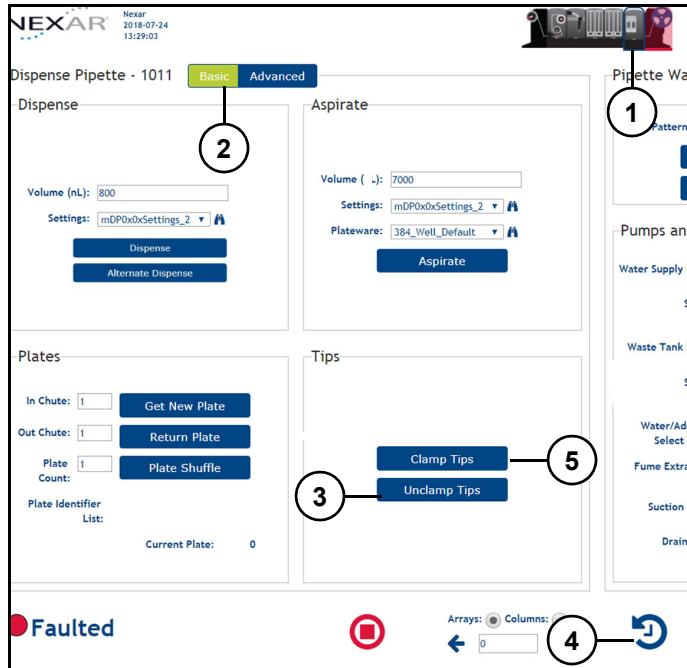 NEXAR
Nexar
2018-07-24
13:29:03
Dispense Pipette - 1011
Basic
Advanced
Pipette Wa
1
2
Dispense
Volume (nL): 800
Settings: mDP0x0xSettings_2
Dispense
Alternate Dispense
Aspirate
Volume ( L): 7000
Settings: mDP0x0xSettings_2
Plateware: 384_Well_Default
Aspirate
Pattern
Pumps an
Water Supply
S
Waste Tank
S
Water/Ad
Select
Fume Extra
Suction
Drain
Plates
In Chute: 1
Get New Plate
Out Chute: 1
Return Plate
Plate
Count: 1
Plate Shuffle
Plate Identifier
List:
Current Plate: 0
Tips
Clamp Tips
5
3
Unclamp Tips
Faulted
Arrays: Columns:
0
4